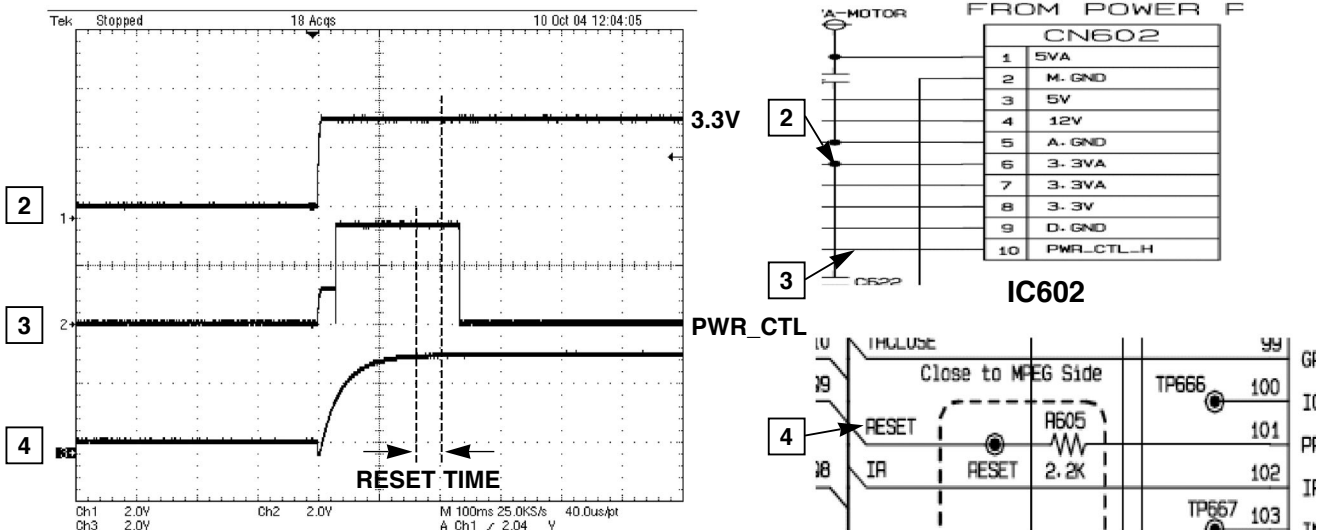 Tek Stopped 18 Acqs 10 Oct 04 12:04:05
2
1
3.3V
3
2
PWR_CTL
4
3
RESET TIME
Ch1 2.0V Ch2 2.0V M 100ms 25.0KS/s 40.0us/pt
Ch3 2.0V A Ch1 / 2.04 V
A-MOTOR FROM POWER
CN602
1 5VA
2 M. GND
3 5V
4 12V
5 A. GND
6 3. 3VA
7 3. 3VA
8 3. 3V
9 D. GND
10 PWR_CTL_H
2
3
C622
IC602
99
Close to MPEG Side
TP666 100
4
RESET R605 101
IR RESET 2.2K 102
TP667 103